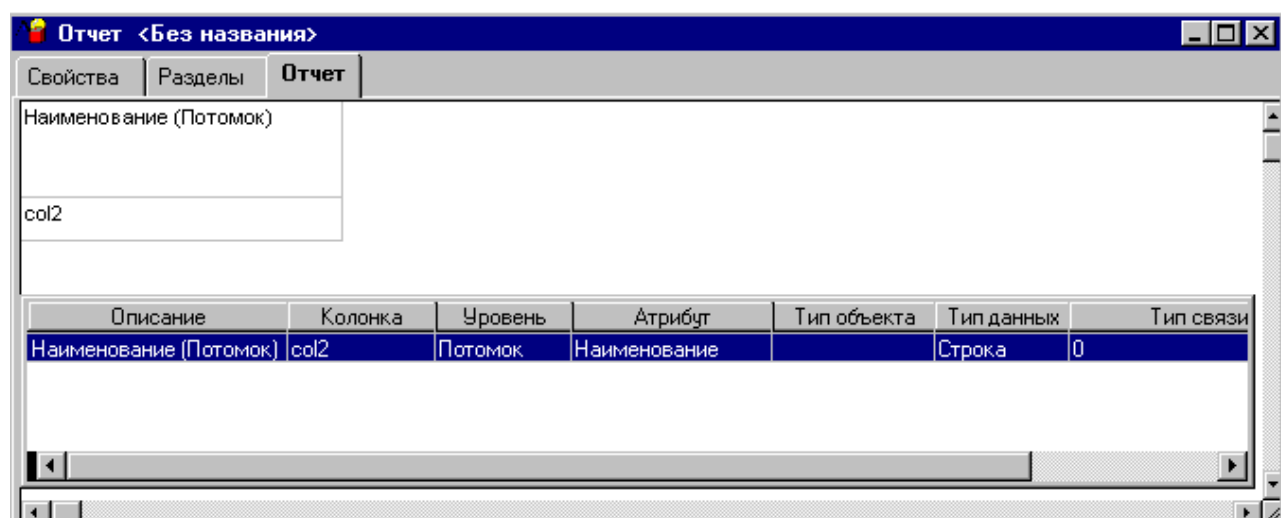 Отчет <Без названия>
Свойства Разделы Отчет
Наименование (Потомок)
col2
Описание Колонка Уровень Атрибут Тип объекта Тип данных Тип связи
Наименование (Потомок) col2 Потомок Наименование Строка 0